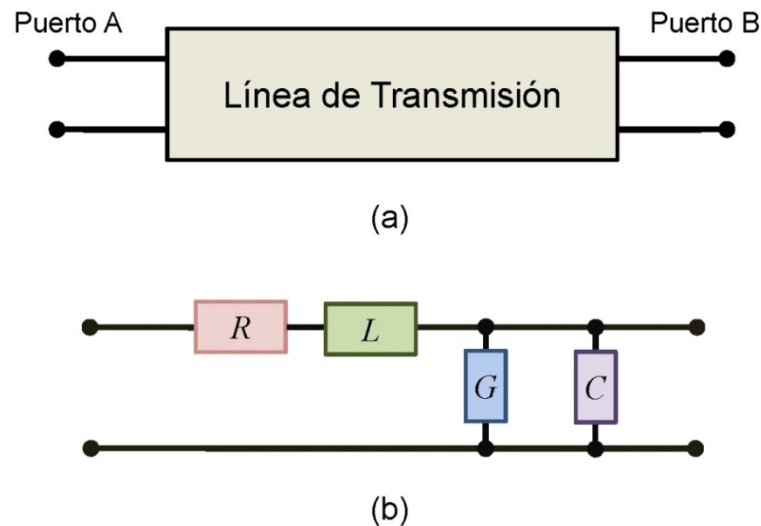 Puerto A
Puerto B
Línea de Transmisión
(a)
R
L
G
C
(b)